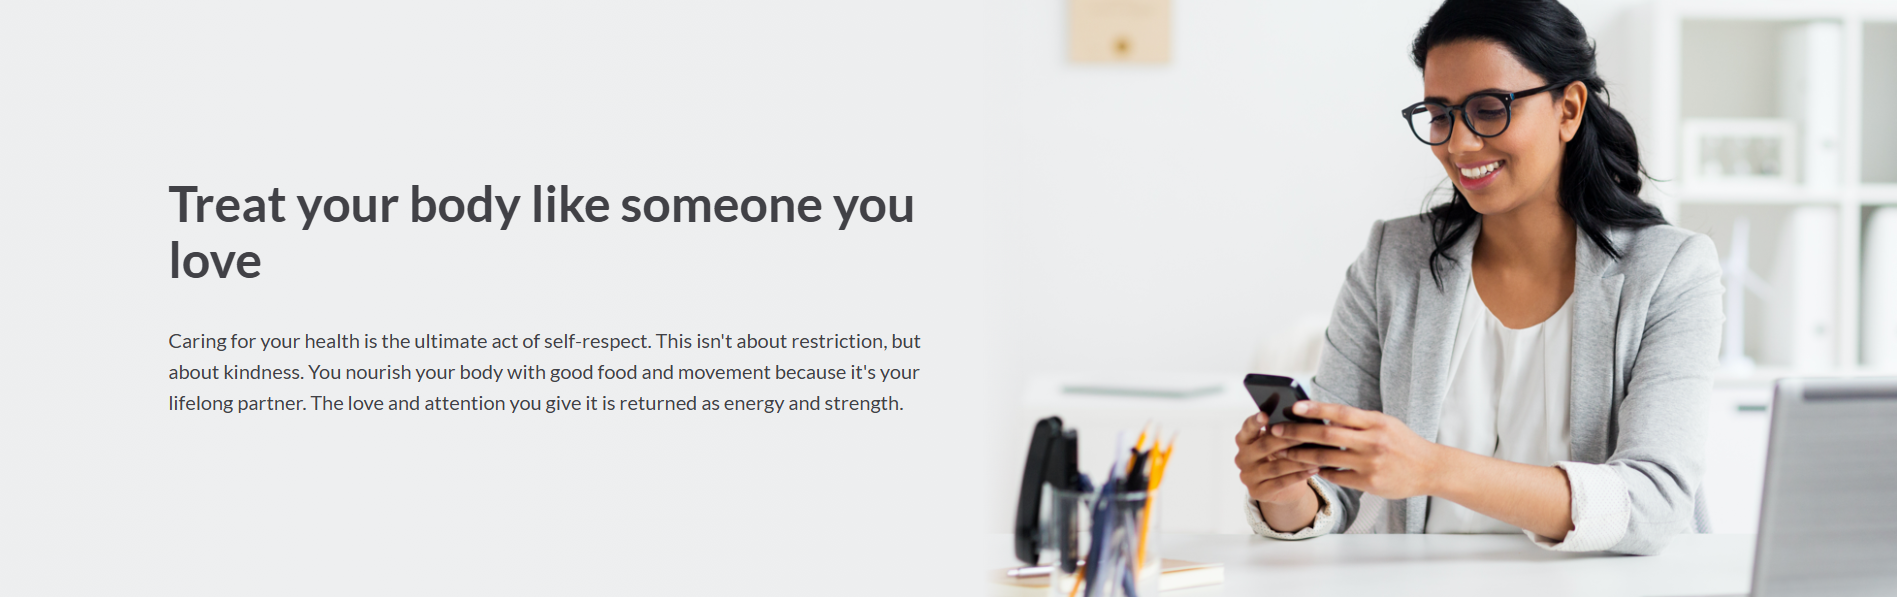 Treat your body like someone you
love
Caring for your health is the ultimate act of self-respect. This isn't about restriction, but
about kindness. You nourish your body with good food and movement because it's your
lifelong partner. The love and attention you give it is returned as energy and strength.